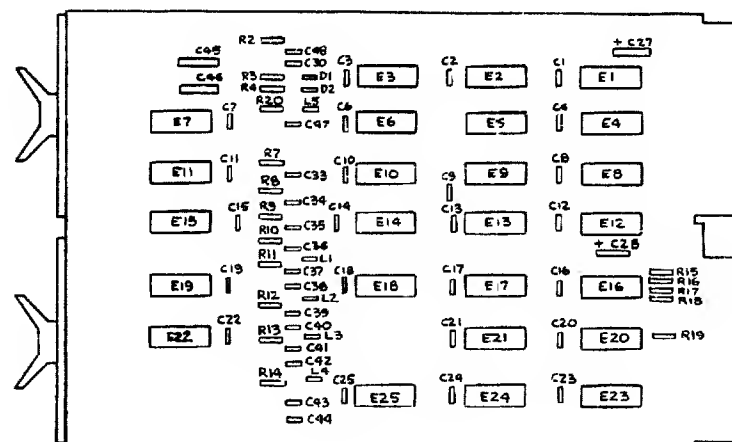 R2
C48
C45
C30
C3
C2
C1
+ C27
R3
D1
E3
E2
E1
C46
R4
D2
R20
L5
C7
C6
C4
E7
C47
E6
E5
E4
R7
C11
C33
C10
C9
C8
E11
R8
E10
E9
E8
C34
C15
R9
C14
C13
C12
E15
C35
E14
E13
E12
R10
C36
+ C28
R11
L1
C19
C37
C18
C17
C16
R15
E19
C38
E18
E17
E16
R16
R17
L2
R18
R12
C39
C22
C40
C21
C20
E22
R13
L3
E21
E20
R19
C41
C42
R14
L4
C25
C24
C23
E25
E24
E23
C43
C44